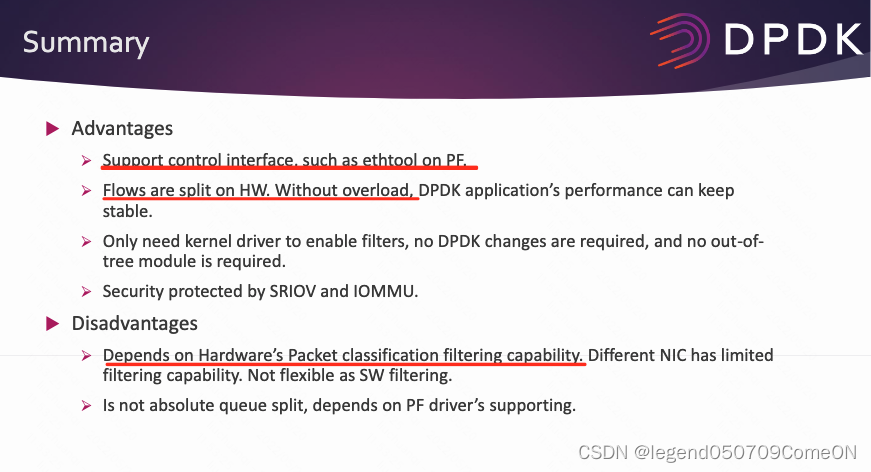 Summary
DPDK
Advantages
Support control interface, such as ethtool on PF.
Flows are split on HW. Without overload, DPDK application's performance can keep
stable.
Only need kernel driver to enable filters, no DPDK changes are required, and no out-of-
tree module is required.
Security protected by SRIOV and IOMMU.
Disadvantages
Depends on Hardware's Packet classification filtering capability. Different NIC has limited
filtering capability. Not flexible as SW filtering.
Is not absolute queue split, depends on PF driver's supporting.
CSDN @legend050709ComeON